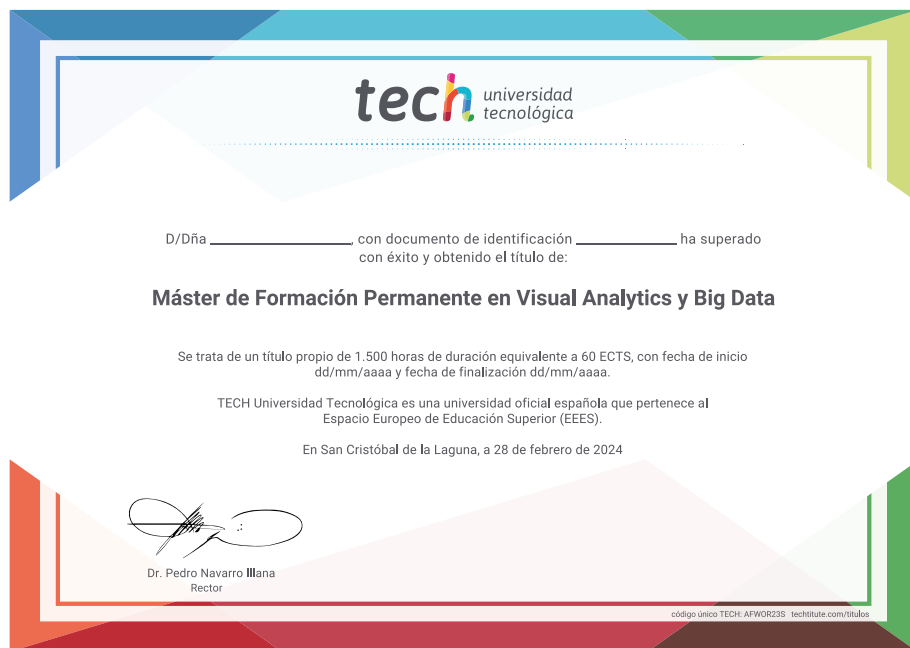 tech universidad
tecnológica
D/Dña ____________________, con documento de identificación ______________ ha superado
con éxito y obtenido el título de:
Máster de Formación Permanente en Visual Analytics y Big Data
Se trata de un título propio de 1.500 horas de duración equivalente a 60 ECTS, con fecha de inicio
dd/mm/aaaa y fecha de finalización dd/mm/aaaa.
TECH Universidad Tecnológica es una universidad oficial española que pertenece al
Espacio Europeo de Educación Superior (EEES).
En San Cristóbal de la Laguna, a 28 de febrero de 2024
Dr. Pedro Navarro Illana
Rector
código único TECH: AFWOR23S techtitute.com/titulos